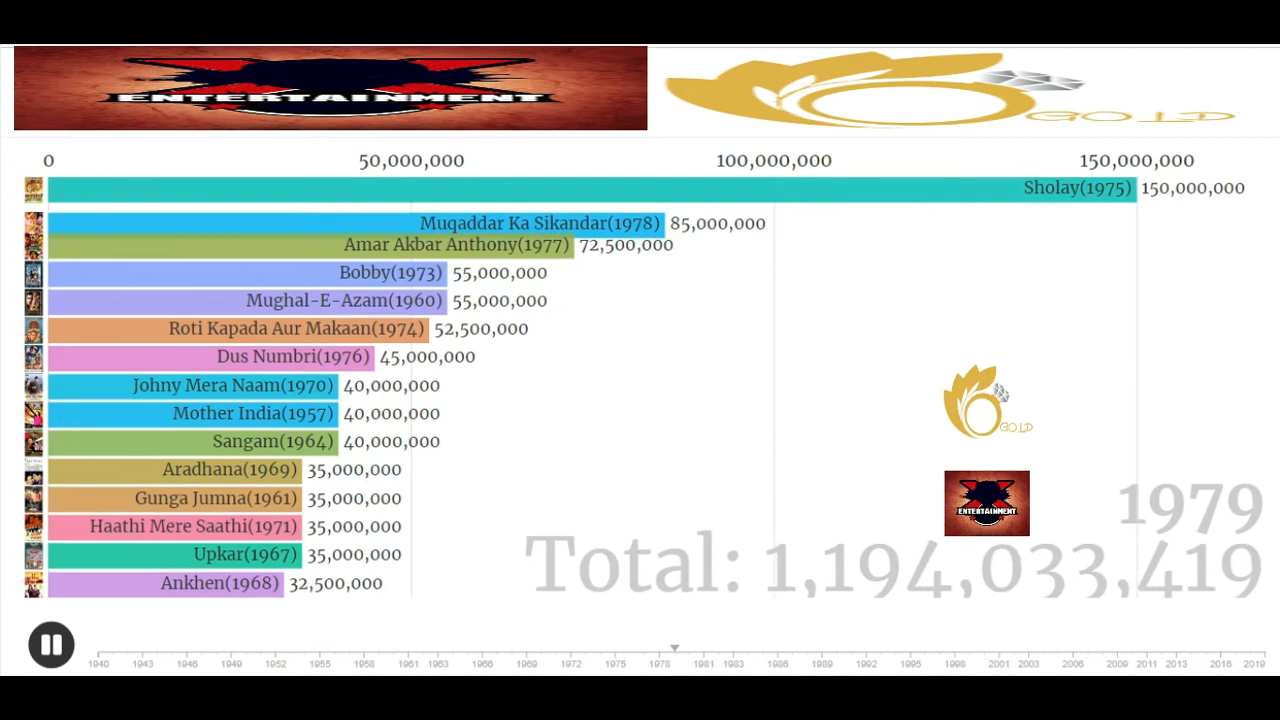 ENTERTAINMENT
GOLD
0 50,000,000 100,000,000 150,000,000
Sholay(1975) 150,000,000
Muqaddar Ka Sikandar(1978) 85,000,000
Amar Akbar Anthony(1977) 72,500,000
Bobby(1973) 55,000,000
Mughal-E-Azam(1960) 55,000,000
Roti Kapada Aur Makaan(1974) 52,500,000
Dus Numbri(1976) 45,000,000
Johny Mera Naam(1970) 40,000,000
Mother India(1957) 40,000,000
Sangam(1964) 40,000,000
GOLD
Aradhana(1969) 35,000,000
Gunga Jumna(1961) 35,000,000
ENTERTAINMENT
1979
Haathi Mere Saathi(1971) 35,000,000
Upkar(1967) 35,000,000
Total: 1,194,033,419
Ankhen(1968) 32,500,000
1940 1943 1946 1949 1952 1955 1958 1961 1963 1966 1969 1972 1975 1978 1981 1983 1986 1989 1992 1995 1998 2001 2003 2006 2009 2011 2013 2016 2019